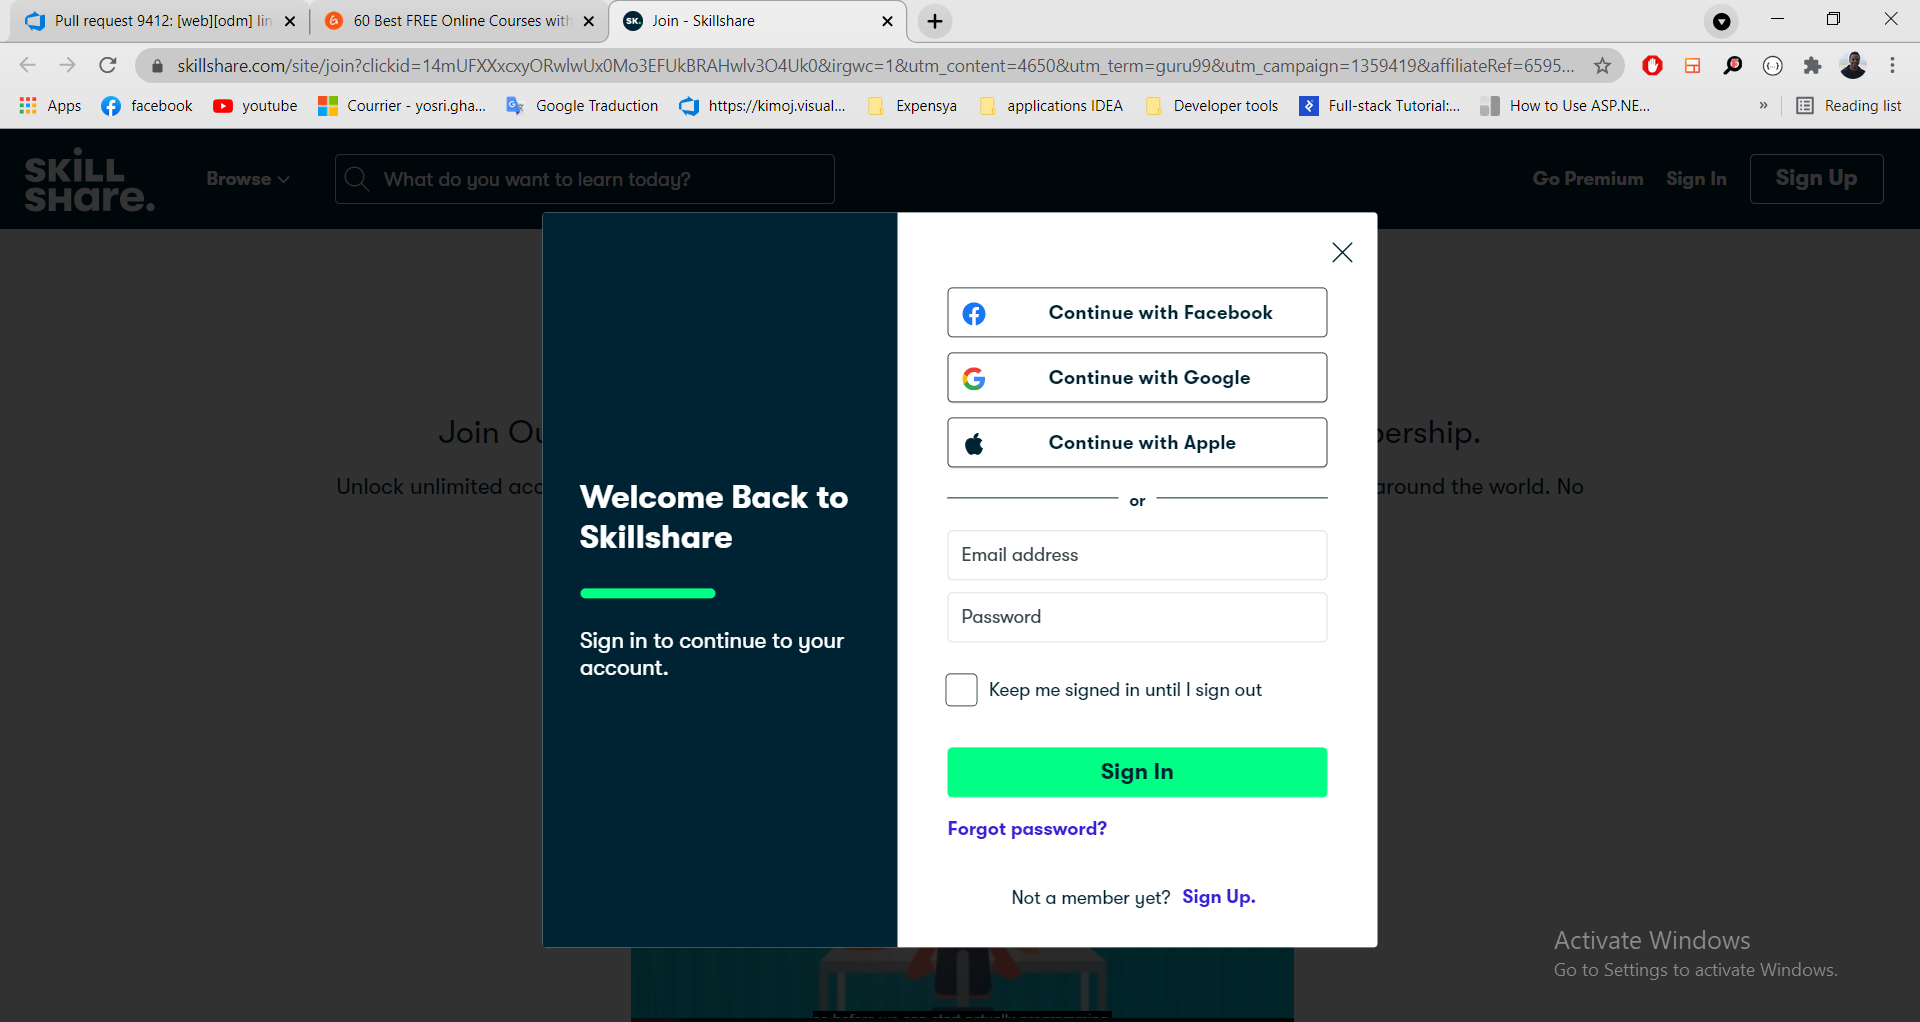 Pull request 9412: [web][odm] lin
60 Best FREE Online Courses with
SK. Join - Skillshare
skillshare.com/site/join?clickid=14mUFXXxcxyORwlwUx0Mo3EFUkBRAHwlv3O4Uk0&irgwc=1&utm_content=4650&utm_term=guru99&utm_campaign=1359419&affiliateRef=6595...
Apps facebook youtube Courrier - yosri.gha... Google Traduction https://kimoj.visual... Expensya applications IDEA Developer tools Full-stack Tutorial:... How to Use ASP.NE... » Reading list
SKILL
SHare.
Browse
What do you want to learn today?
Go Premium Sign In Sign Up
Join Ou
bership.
Unlock unlimited acc
around the world. No
Welcome Back to
Skillshare
Sign in to continue to your
account.
Continue with Facebook
Continue with Google
Continue with Apple
or
Email address
Password
Keep me signed in until I sign out
Sign In
Forgot password?
Not a member yet? Sign Up.
Activate Windows
Go to Settings to activate Windows.